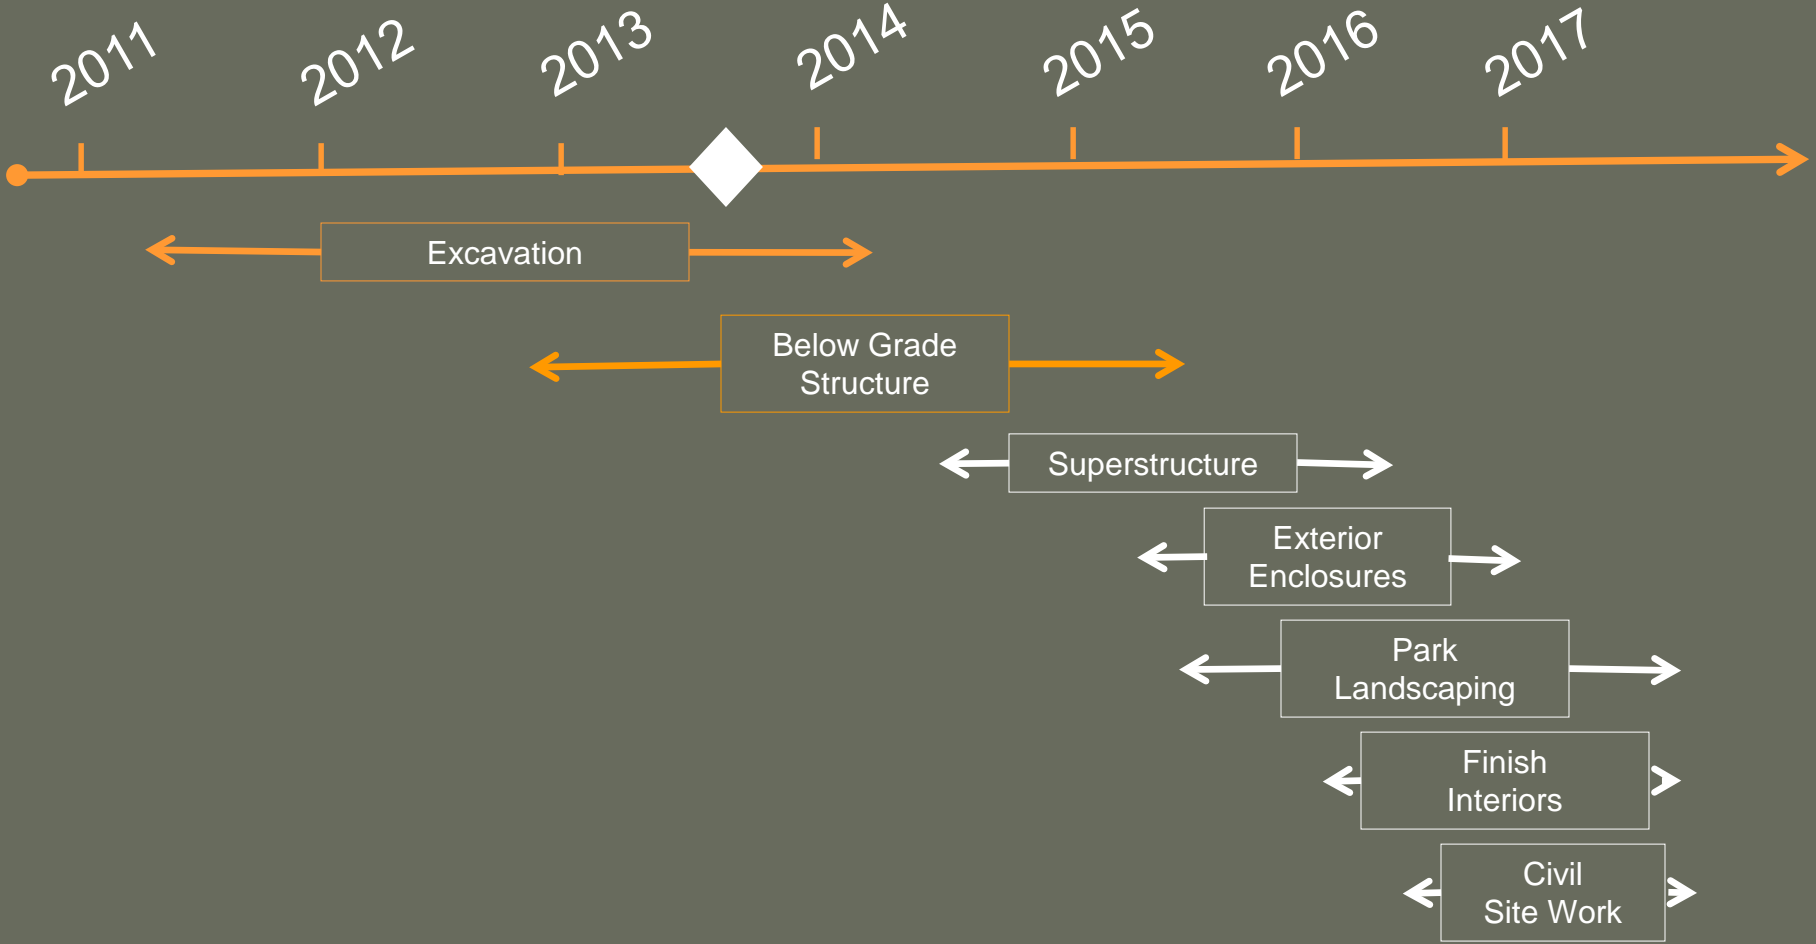 2011
2012
2013
2014
2015
2016
2017
Excavation
Below Grade
Structure
Superstructure
Exterior
Enclosures
Park
Landscaping
Finish
Interiors
Civil
Site Work